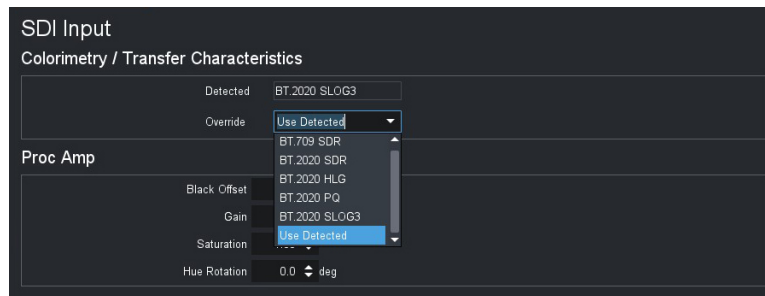 SDI Input
Colorimetry / Transfer Characteristics
Detected BT.2020 SLOG3
Override Use Detected
BT.709 SDR
BT.2020 SDR
BT.2020 HLG
BT.2020 PQ
BT.2020 SLOG3
Use Detected
Proc Amp
Black Offset
Gain
Saturation
Hue Rotation 0.0 deg